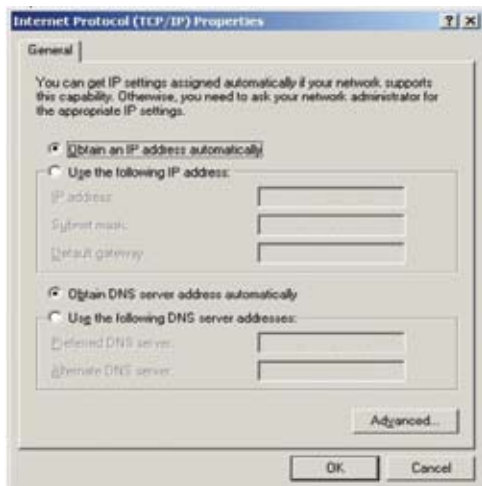 Internet Protocol (TCP/IP) Properties
General
You can get IP settings assigned automatically if your network supports
this capability. Otherwise, you need to ask your network administrator for
the appropriate IP settings.
Obtain an IP address automatically
Use the following IP address:
IP address:
Subnet mask:
Default gateway:
Obtain DNS server address automatically
Use the following DNS server addresses:
Preferred DNS server:
Alternate DNS server:
Advanced...
OK
Cancel